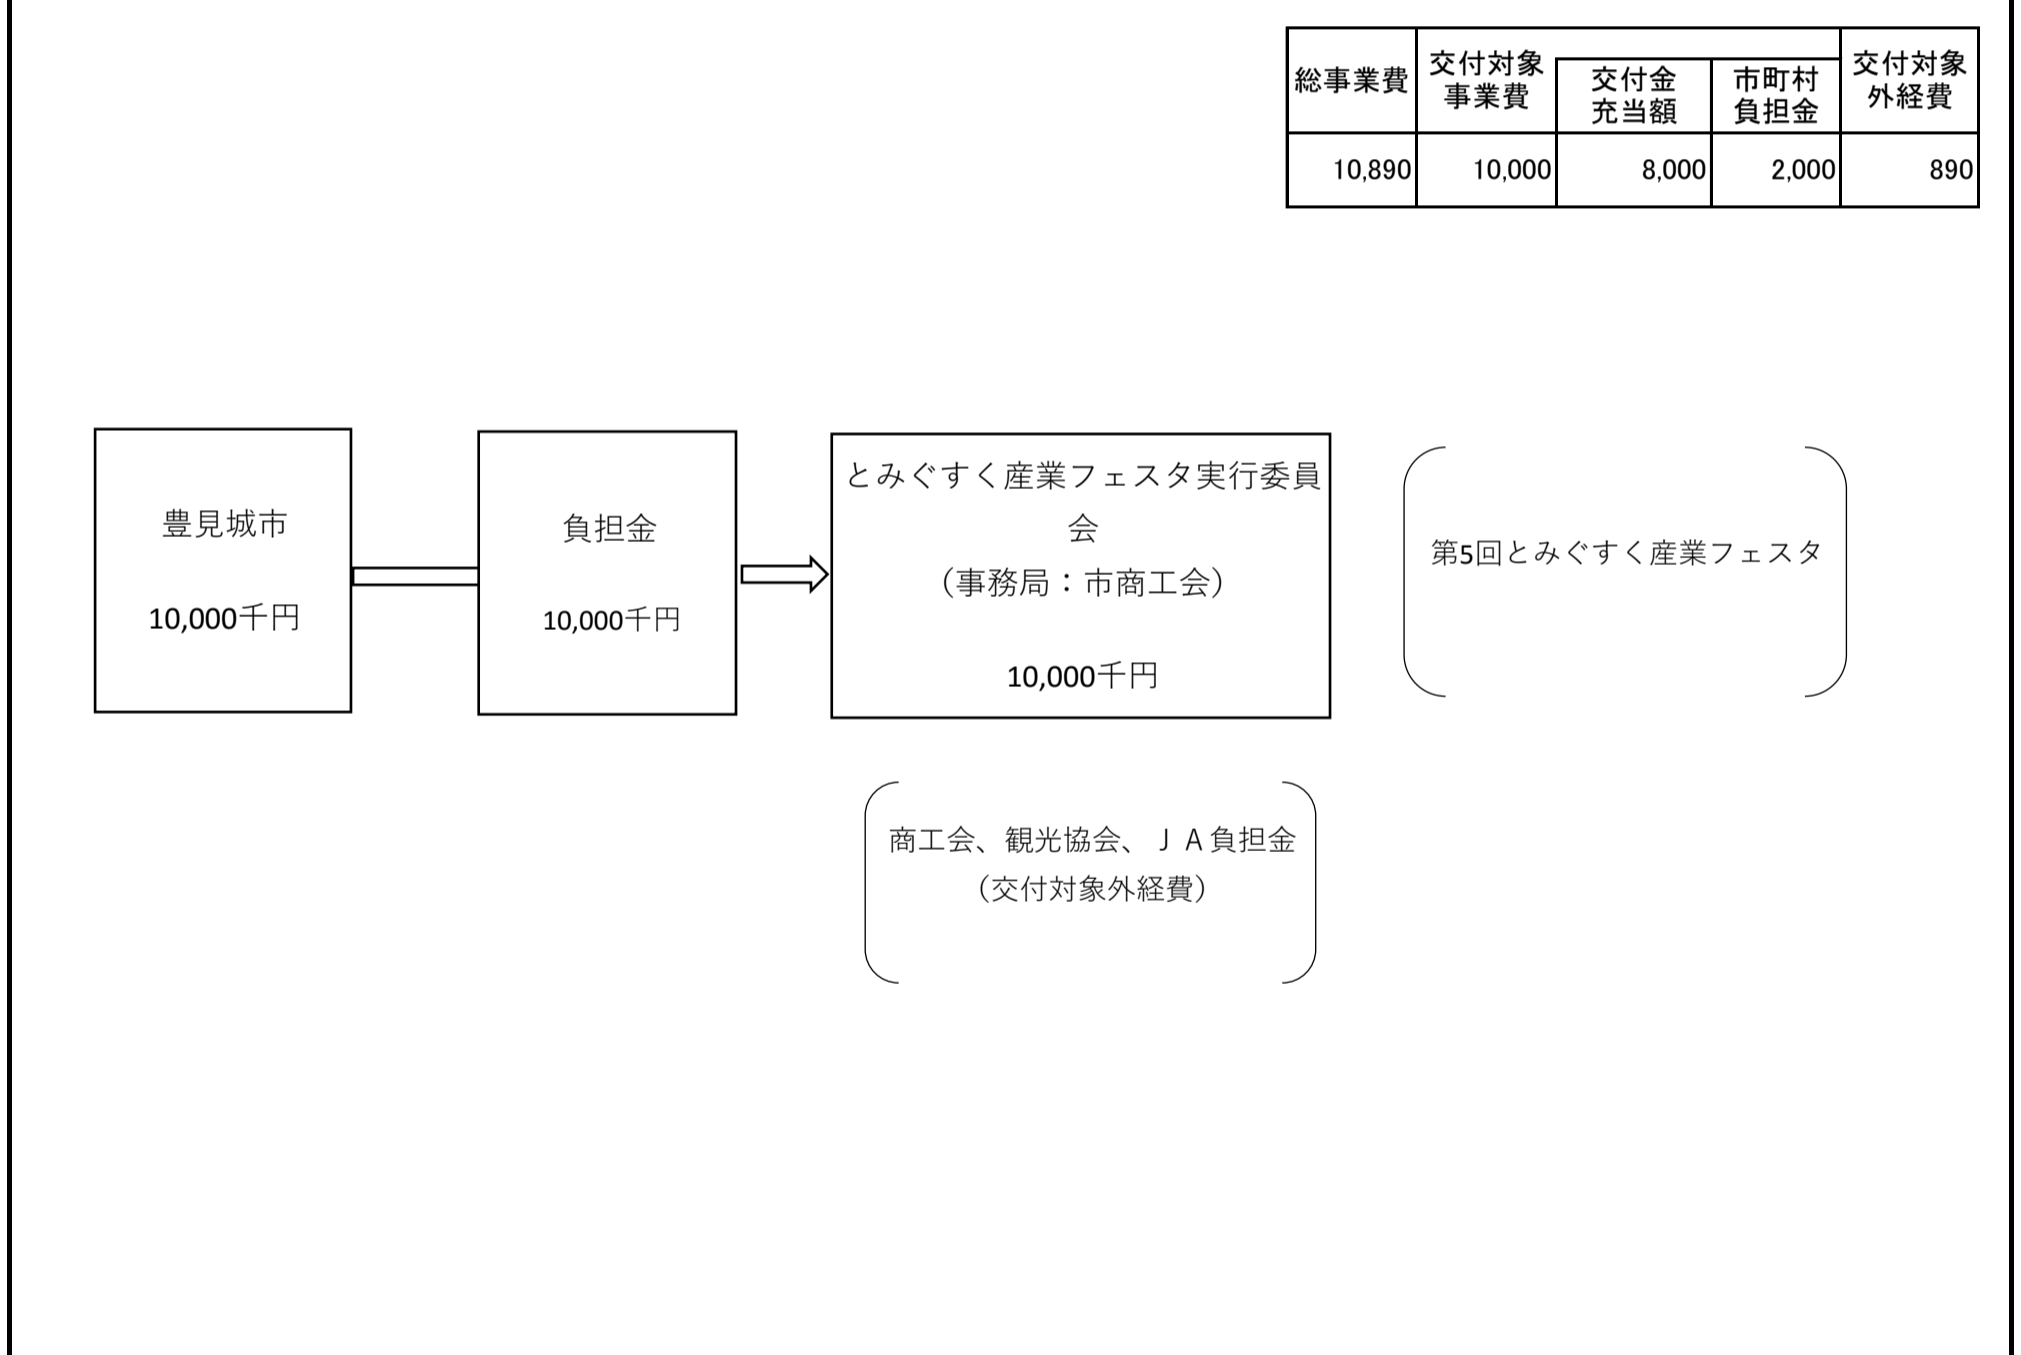 総事業費
交付対象
事業費
交付金
充当額
市町村
負担金
交付対象
外経費
10,890
10,000
8,000
2,000
890
豊見城市
10,000千円
負担金
10,000千円
とみぐすく産業フェスタ実行委員
会
（事務局：市商工会）
10,000千円
第5回とみぐすく産業フェスタ
商工会、観光協会、ＪＡ負担金
（交付対象外経費）